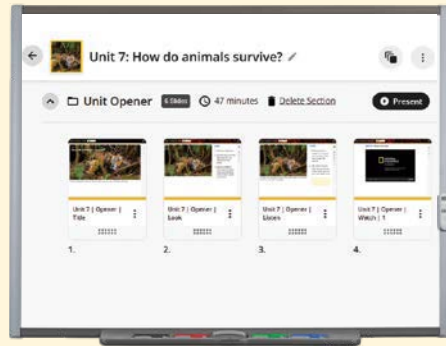 Unit 7: How do animals survive?
Unit Opener 6 Slides 47 minutes Delete Section Present
Unit 7 | Opener | Title
Unit 7 | Opener | Look
Unit 7 | Opener | Listen
Unit 7 | Opener | Watch | 1
1.
2.
3.
4.